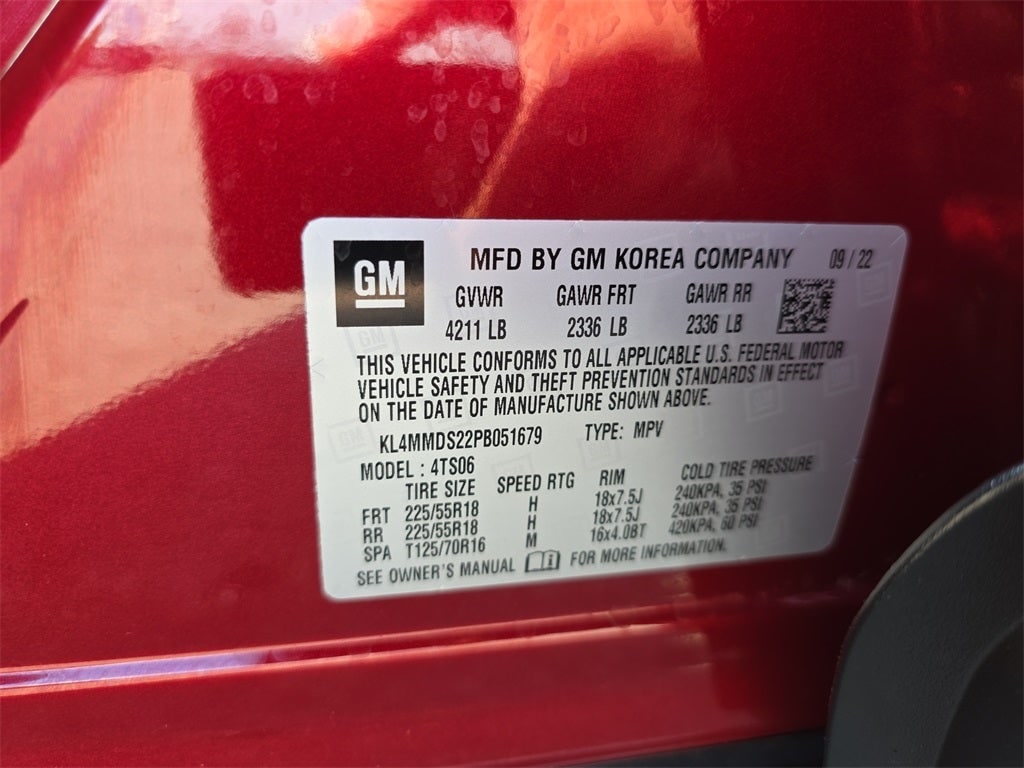 GM
MFD BY GM KOREA COMPANY 09/22
GVWR GAWR FRT GAWR RR
4211 LB 2336 LB 2336 LB
THIS VEHICLE CONFORMS TO ALL APPLICABLE U.S. FEDERAL MOTOR
VEHICLE SAFETY AND THEFT PREVENTION STANDARDS IN EFFECT
ON THE DATE OF MANUFACTURE SHOWN ABOVE.
KL4MMDS22PB051679 TYPE: MPV
MODEL : 4TS06
TIRE SIZE SPEED RTG RIM COLD TIRE PRESSURE
FRT 225/55R18 H 18x7.5J 240KPA, 35 PSI
RR 225/55R18 H 18x7.5J 240KPA, 35 PSI
SPA T125/70R16 M 16x4.0BT 420KPA, 60 PSI
SEE OWNER'S MANUAL i FOR MORE INFORMATION.